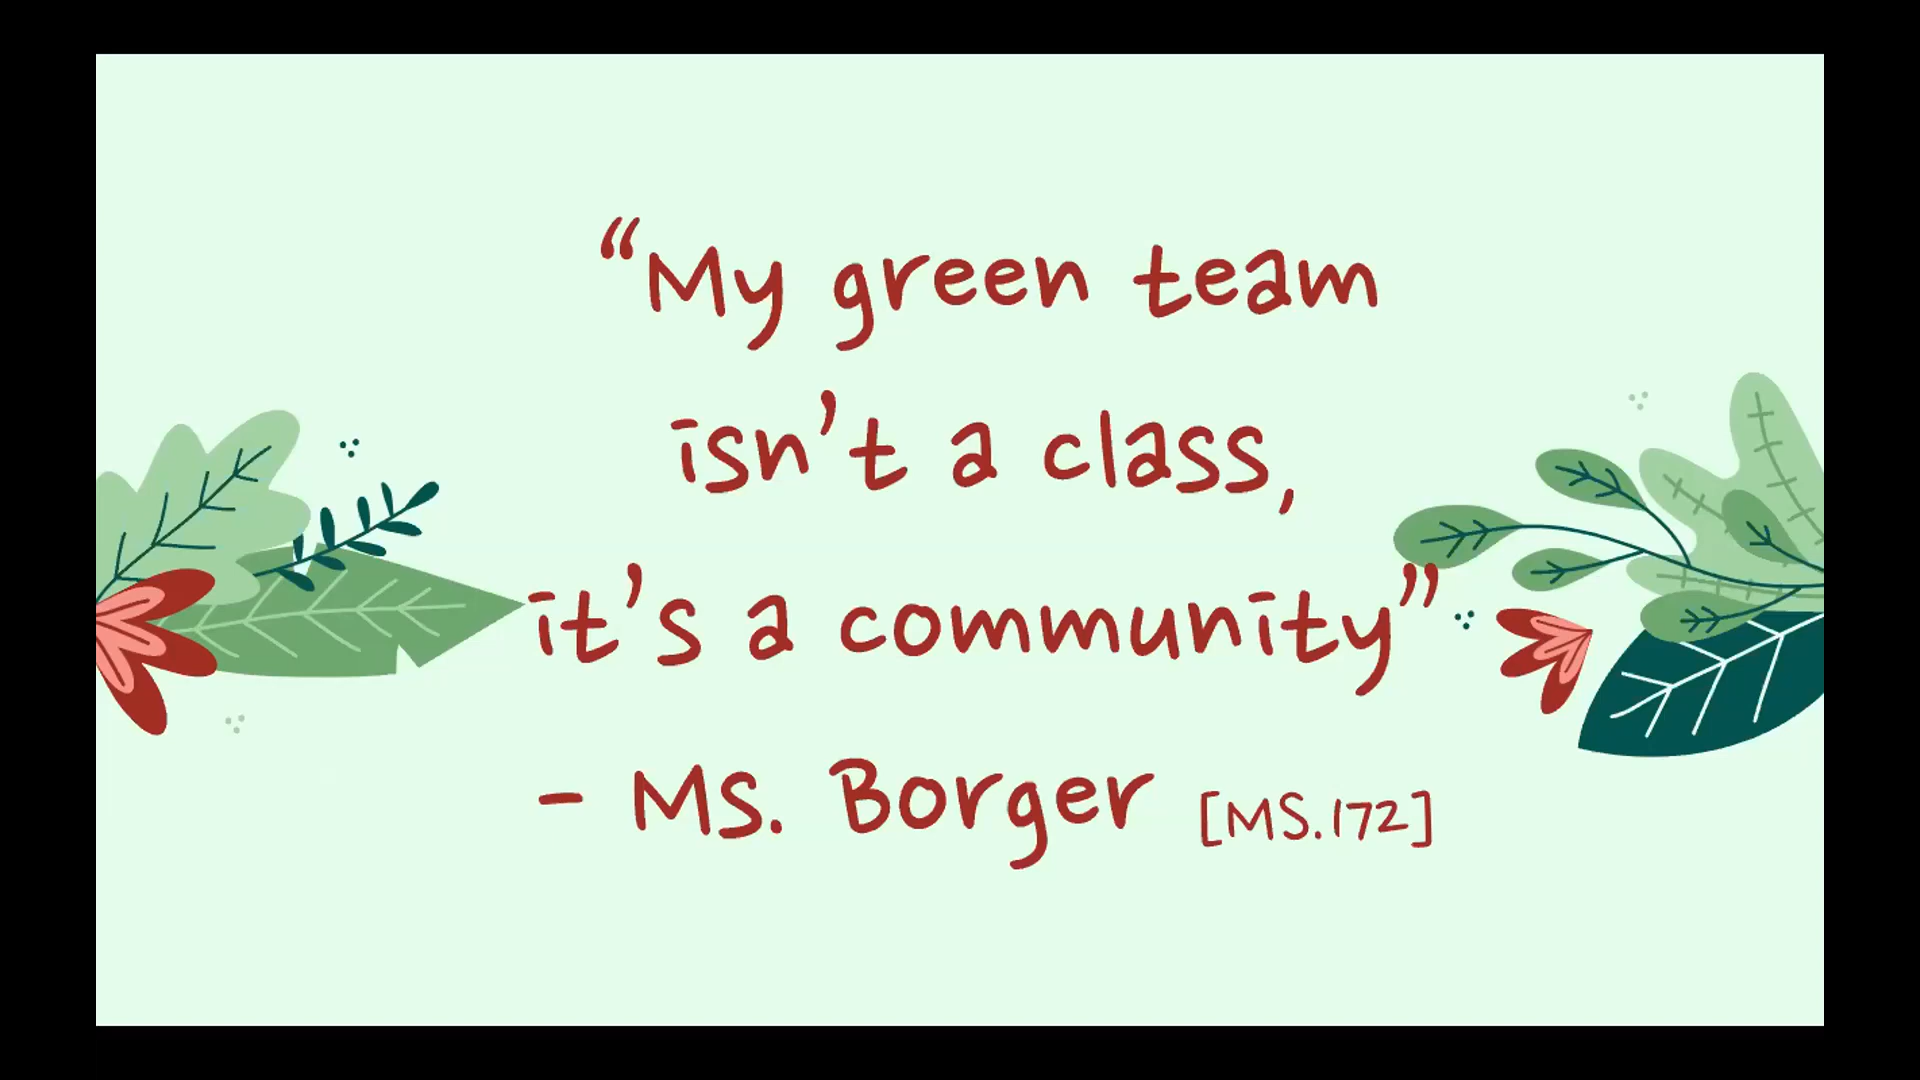 “My green team
isn’t a class,
it’s a community”
- Ms. Borger [MS.172]